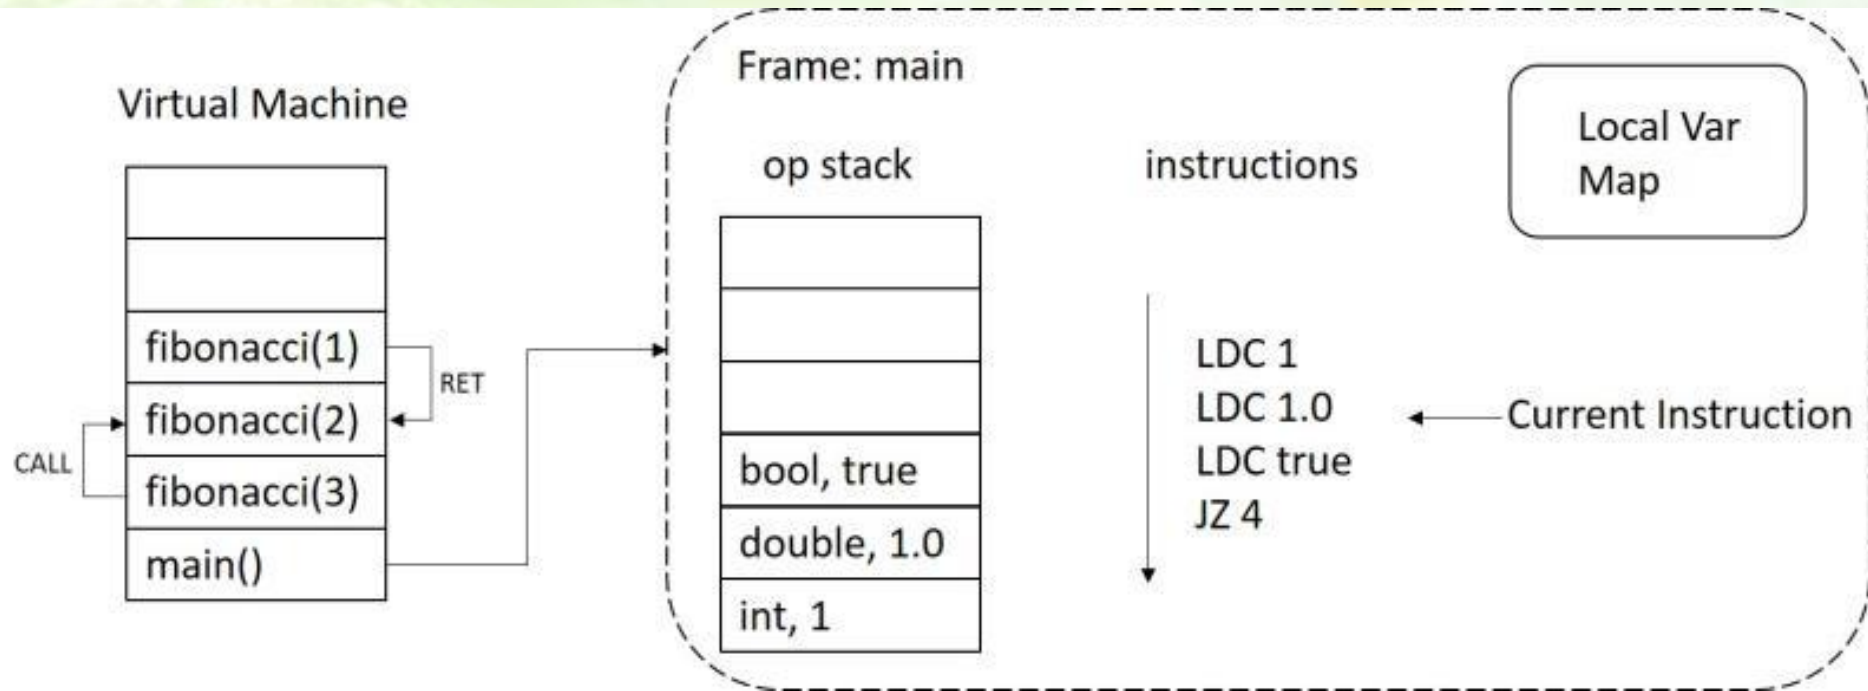 Virtual Machine
fibonacci(1)
RET
fibonacci(2)
CALL
fibonacci(3)
main()
Frame: main
op stack
bool, true
double, 1.0
int, 1
instructions
LDC 1
LDC 1.0
LDC true
JZ 4
Current Instruction
Local Var
Map